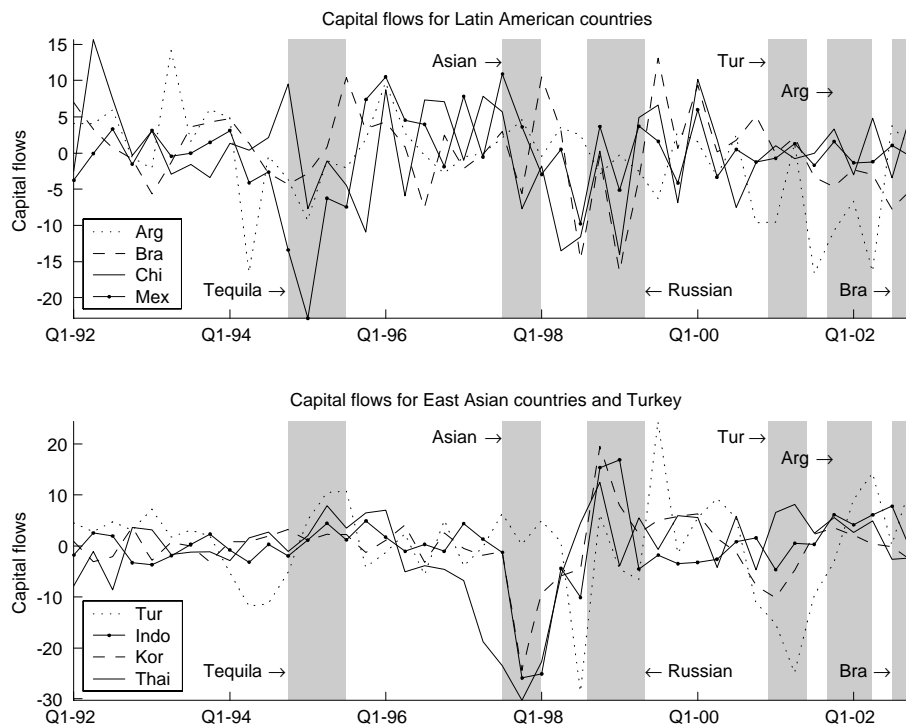 Capital flows for Latin American countries
Capital flows
15
10
5
0
-5
-10
-15
-20
Asian →
Tur →
Arg →
Arg
Bra
Chi
Mex
Tequila →
← Russian
Bra →
Q1-92
Q1-94
Q1-96
Q1-98
Q1-00
Q1-02
Capital flows for East Asian countries and Turkey
Capital flows
20
10
0
-10
-20
-30
Asian →
Tur →
Arg →
Tur
Indo
Kor
Thai
Tequila →
← Russian
Bra →
Q1-92
Q1-94
Q1-96
Q1-98
Q1-00
Q1-02